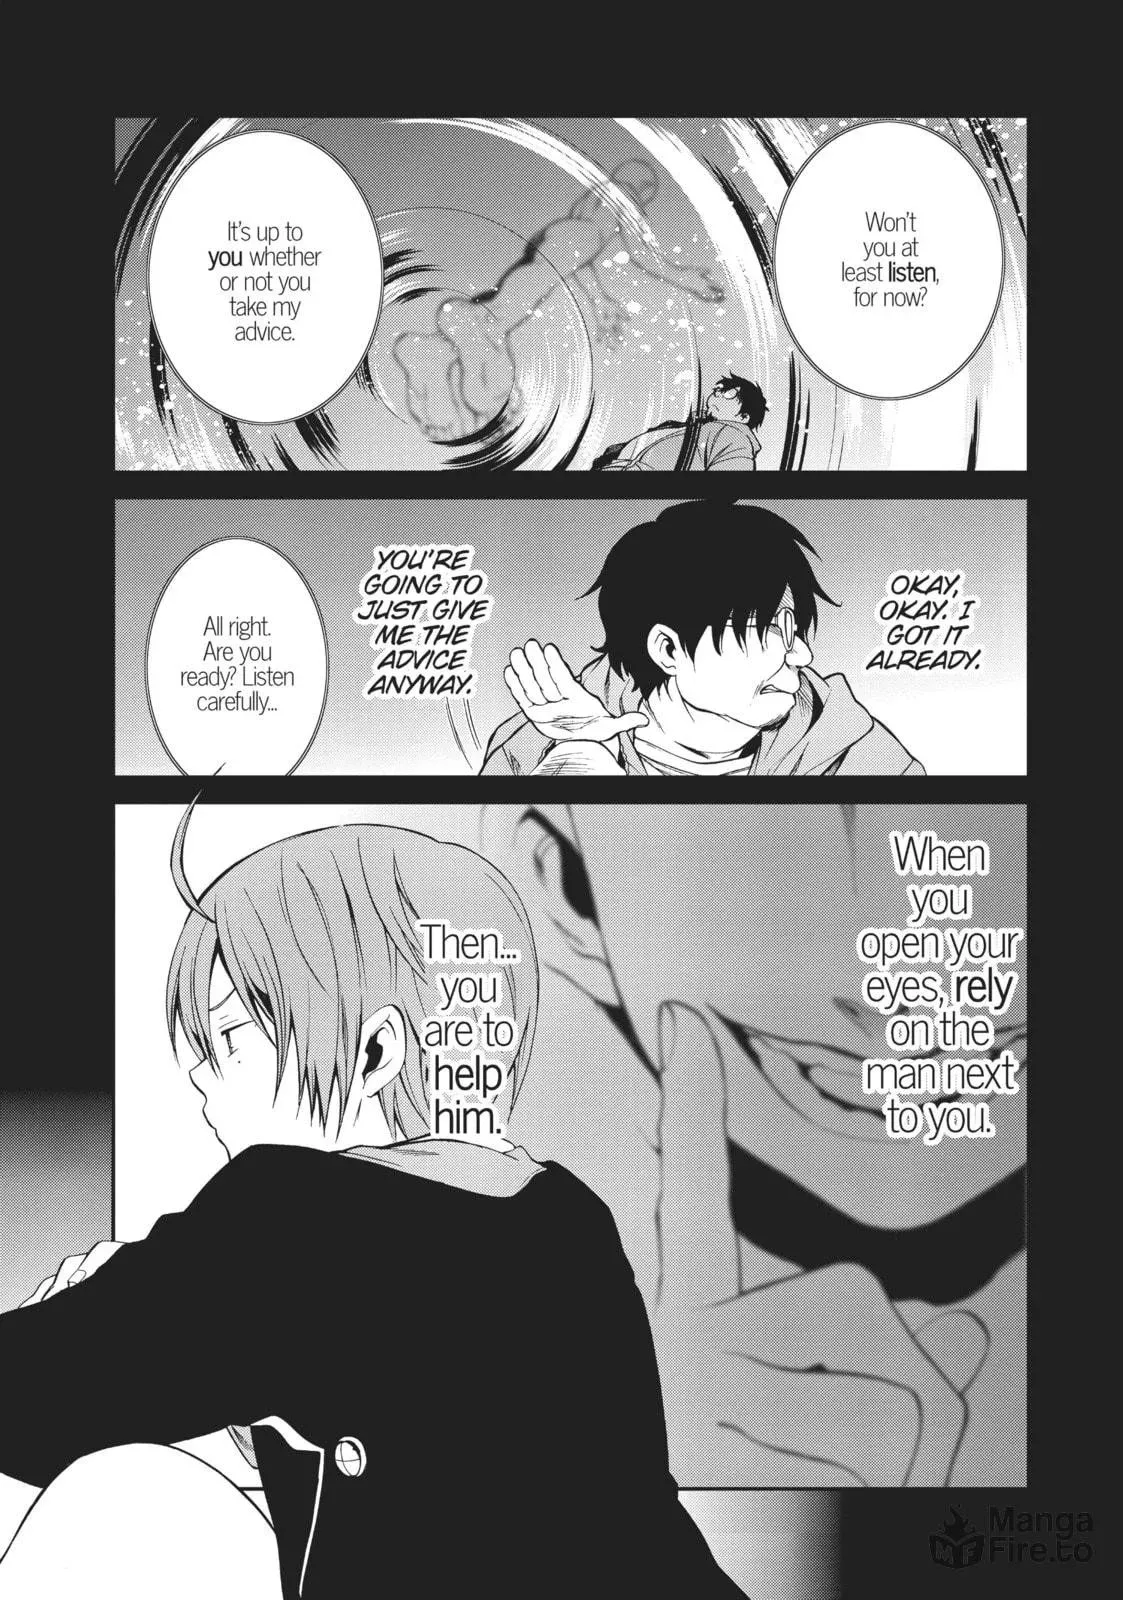 Won't
you at
least listen,
for now?
It's up to
you whether
or not you
take my
advice.
OKAY,
OKAY. I
GOT IT
ALREADY.
YOU'RE
GOING TO
JUST GIVE
ME THE
ADVICE
ANYWAY.
All right.
Are you
ready? Listen
carefully...
When
you
open your
eyes, rely
on the
man next
to you.
Then...
you
are to
help
him.
MF
Manga
Fire.to